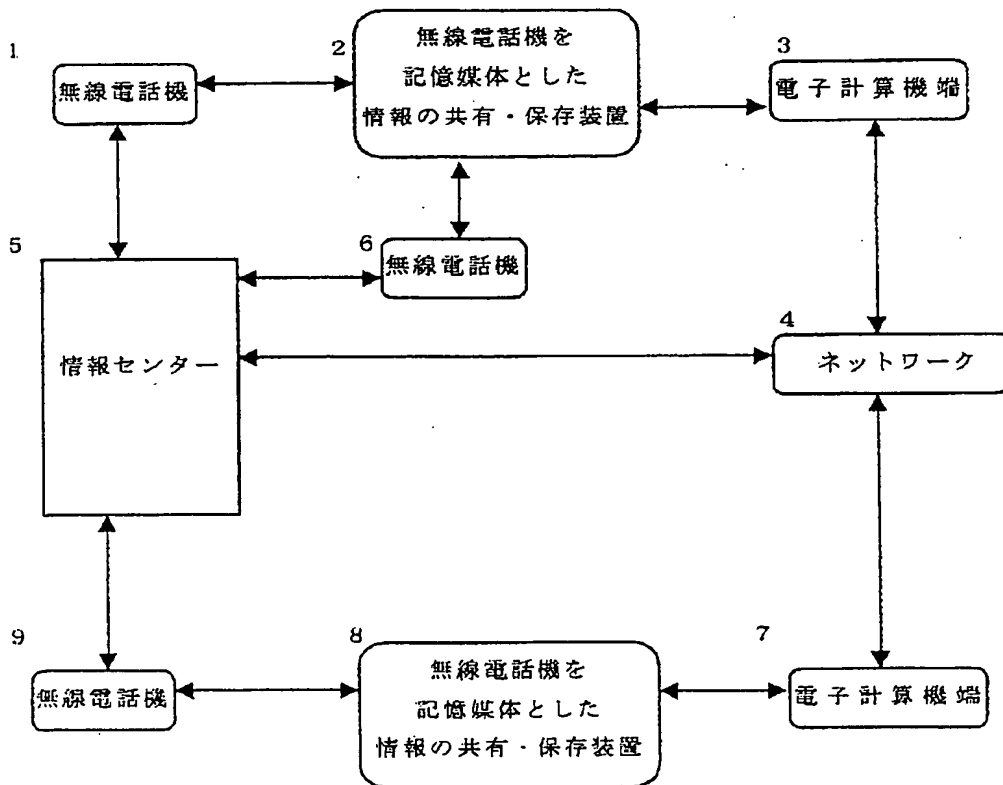 1
無線電話機
2
無線電話機を
記憶媒体とした
情報の共有・保存装置
3
電子計算機端
5
情報センター
6
無線電話機
4
ネットワーク
9
無線電話機
8
無線電話機を
記憶媒体とした
情報の共有・保存装置
7
電子計算機端